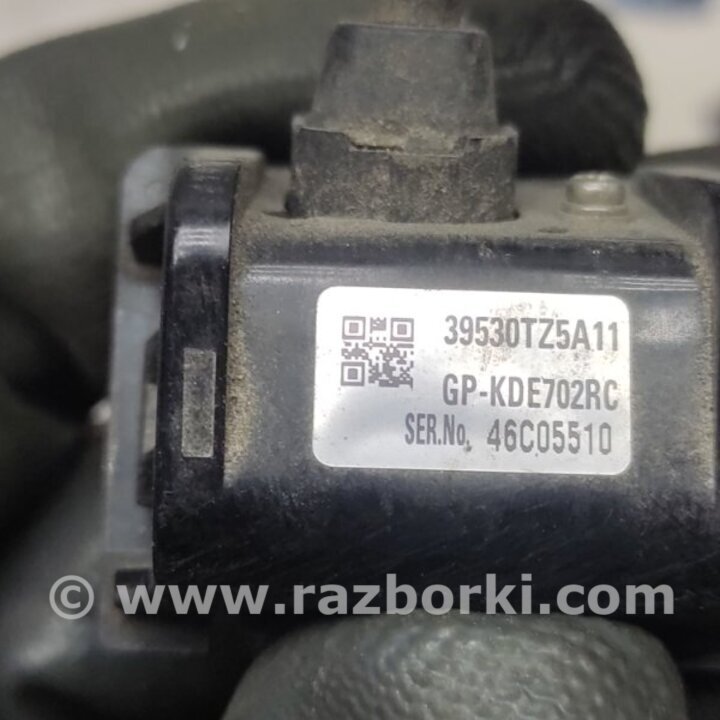 39530TZ5A11
GP-KDE702RC
SER.No. 46C05510
© www.razborki.com